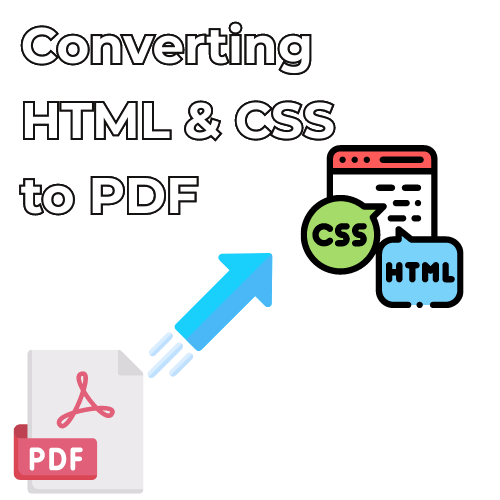 Converting
HTML & CSS
to PDF
CSS
HTML
PDF